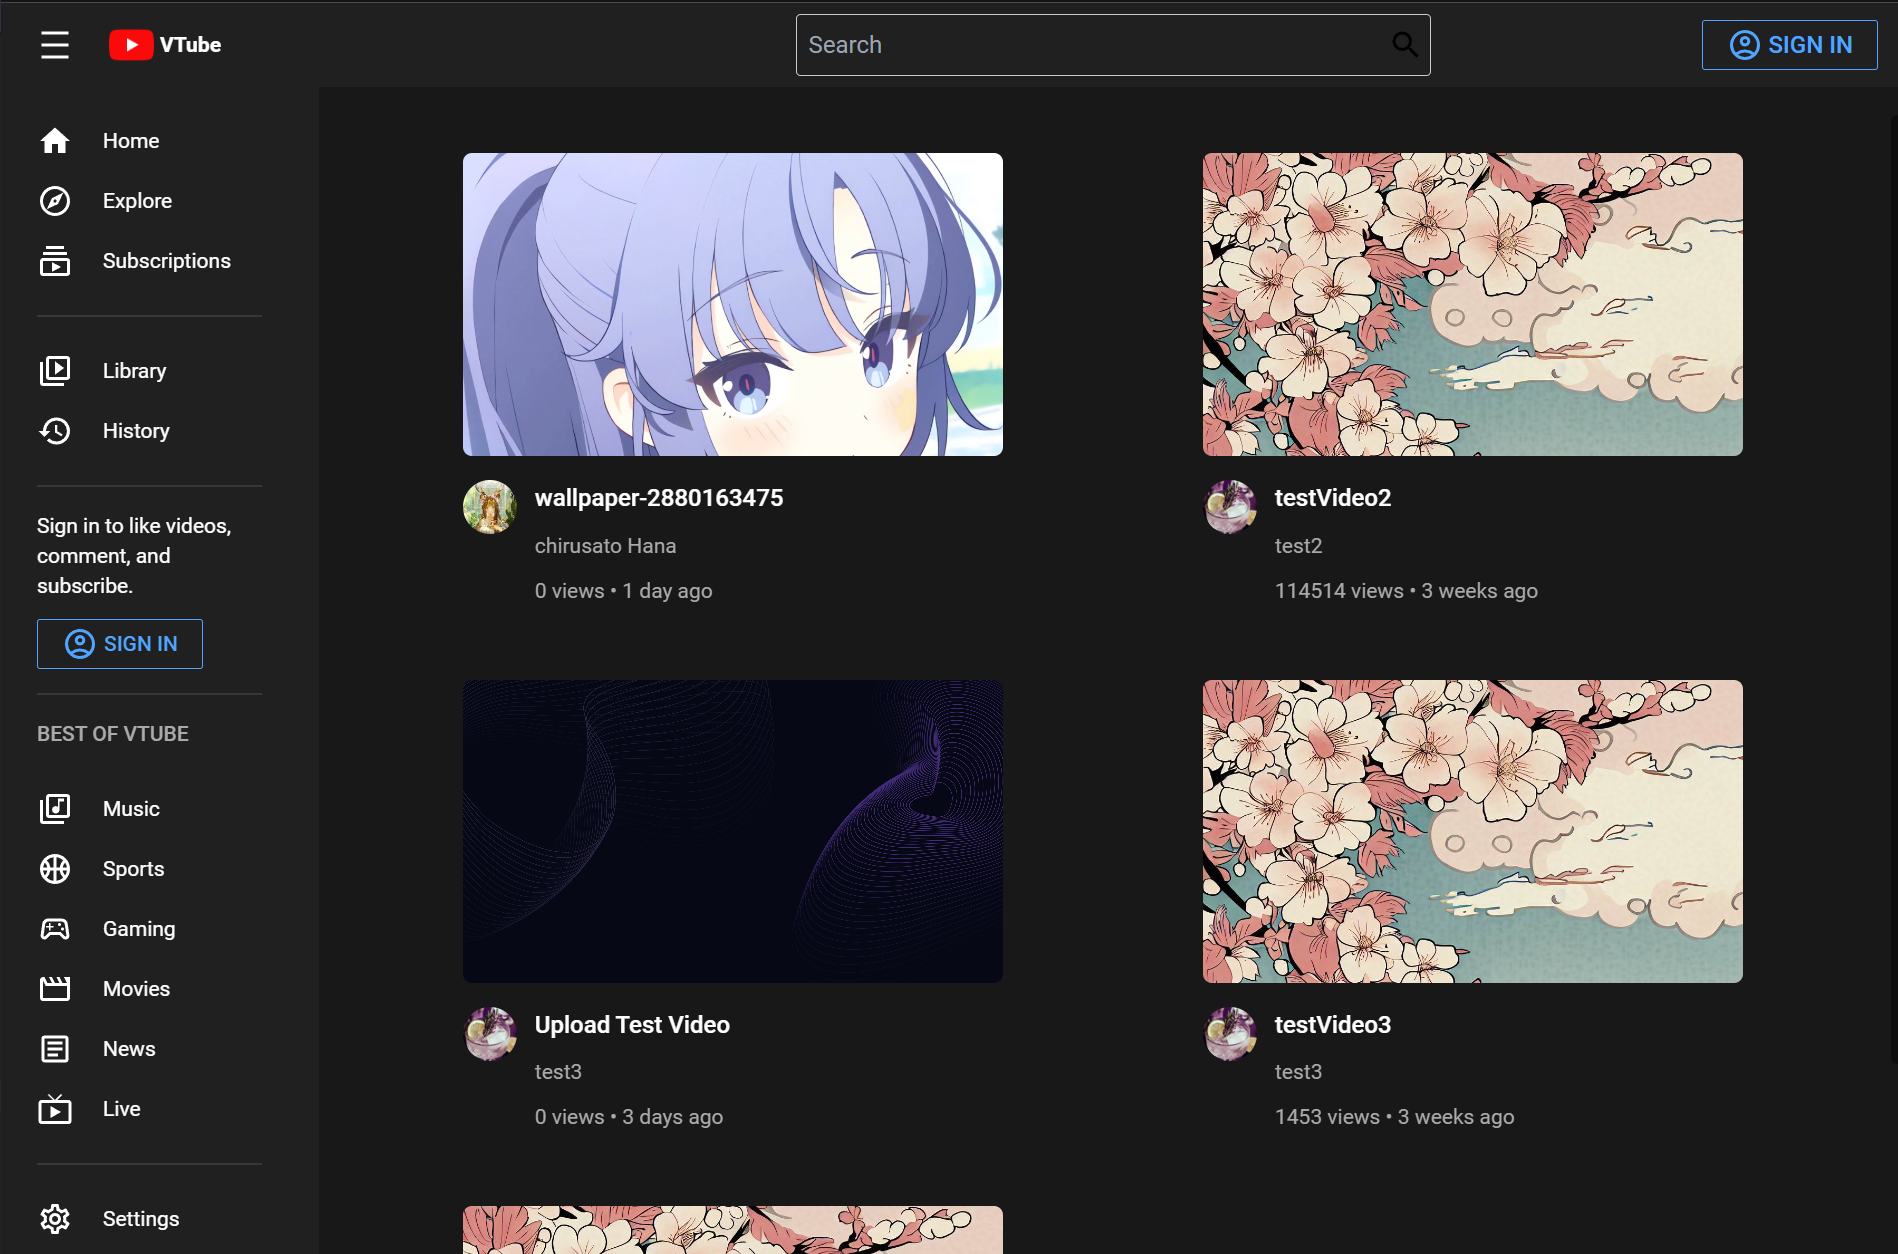 VTube
Search
SIGN IN
Home
Explore
Subscriptions
Library
History
Sign in to like videos,
comment, and
subscribe.
SIGN IN
BEST OF VTUBE
Music
Sports
Gaming
Movies
News
Live
Settings
wallpaper-2880163475
chirusato Hana
0 views • 1 day ago
testVideo2
test2
114514 views • 3 weeks ago
Upload Test Video
test3
0 views • 3 days ago
testVideo3
test3
1453 views • 3 weeks ago